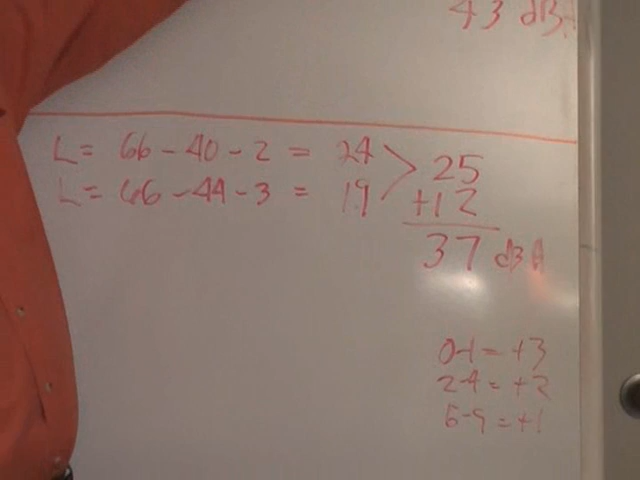 43 dBA
L = 66 - 40 - 2 = 24
L = 66 - 44 - 3 = 19
25
+12
37 dBA
0-1 = +3
2-4 = +2
5-9 = +1